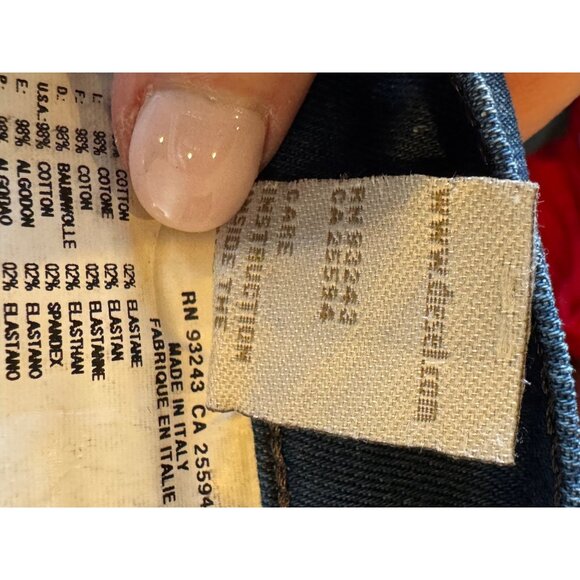 02% ELASTANE
I: 98% COTTON 02% ELASTAN
F: 98% COTON 02% ELASTANNE
D: 98% BAUMWOLLE 02% ELASTHAN
U.S.A.:98% COTTON 02% SPANDEX
E: 98% ALGODON 02% ELASTANO
P: 98% ALGODAO 02% ELASTANO
RN 93243 CA 25594
MADE IN ITALY
FABRIQUE EN ITALIE
www.diesel.com
RN 93243
CA 25594
CARE
INSTRUCTION
INSIDE THE